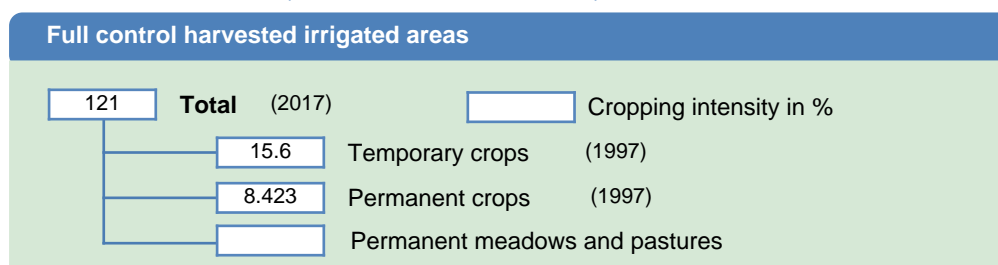 Full control harvested irrigated areas
121 Total (2017) Cropping intensity in %
15.6 Temporary crops (1997)
8.423 Permanent crops (1997)
Permanent meadows and pastures